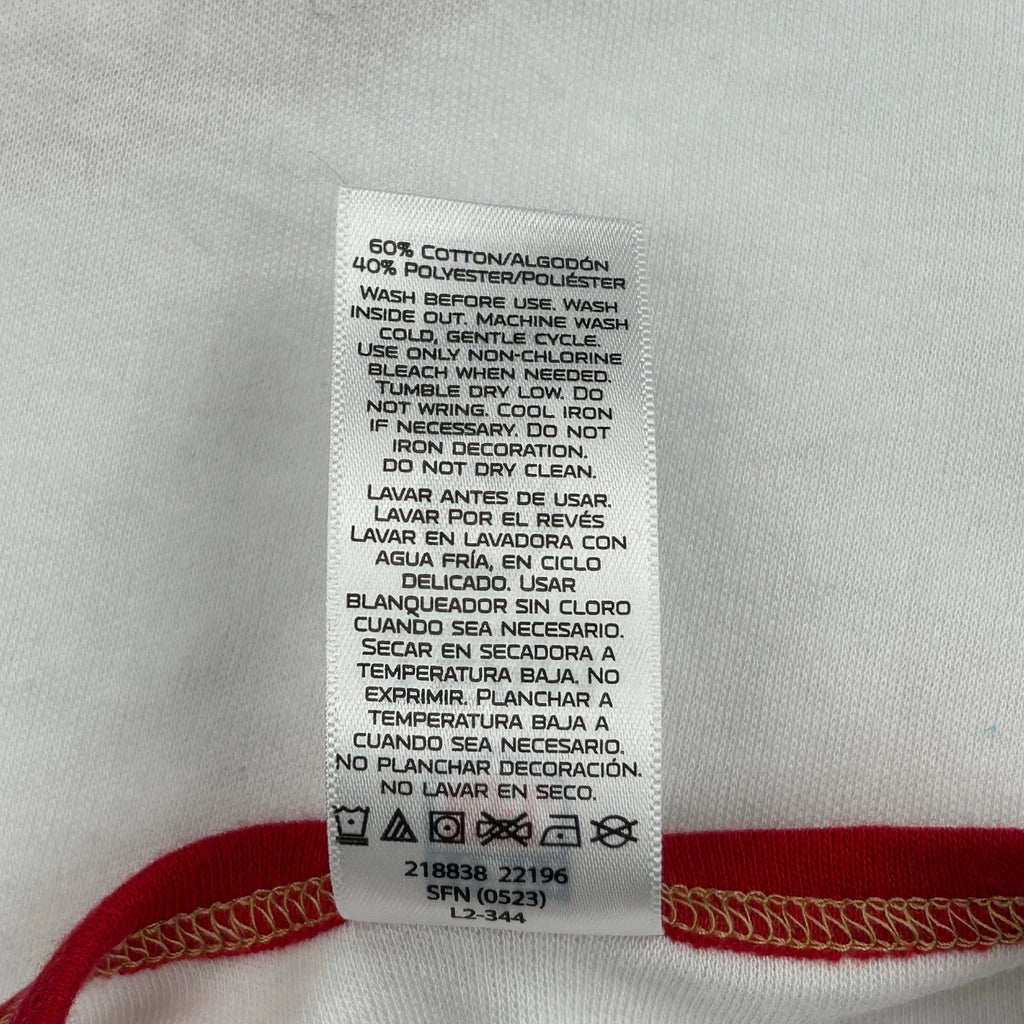 60% COTTON/ALGODÓN
40% POLYESTER/POLIÉSTER
WASH BEFORE USE. WASH
INSIDE OUT. MACHINE WASH
COLD, GENTLE CYCLE.
USE ONLY NON-CHLORINE
BLEACH WHEN NEEDED.
TUMBLE DRY LOW. DO
NOT WRING. COOL IRON
IF NECESSARY. DO NOT
IRON DECORATION.
DO NOT DRY CLEAN.
LAVAR ANTES DE USAR.
LAVAR POR EL REVÉS
LAVAR EN LAVADORA CON
AGUA FRÍA, EN CICLO
DELICADO. USAR
BLANQUEADOR SIN CLORO
CUANDO SEA NECESARIO.
SECAR EN SECADORA A
TEMPERATURA BAJA. NO
EXPRIMIR. PLANCHAR A
TEMPERATURA BAJA A
CUANDO SEA NECESARIO.
NO PLANCHAR DECORACIÓN.
NO LAVAR EN SECO.
218838 22196
SFN (0523)
L2-344